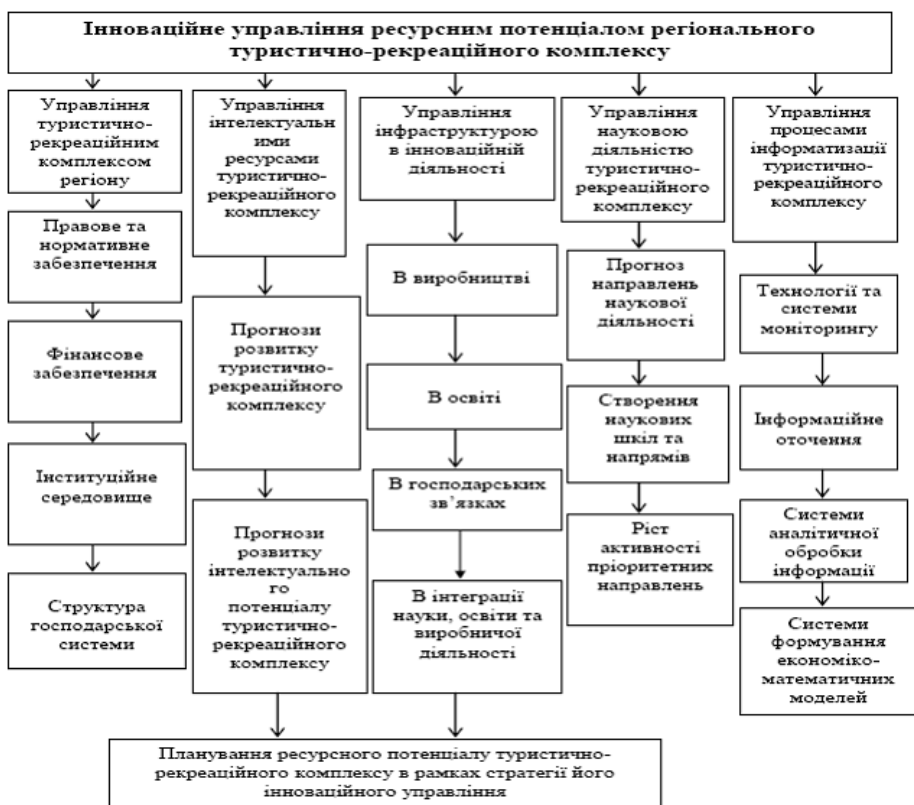 Інноваційне управління ресурсним потенціалом регіонального
туристично-рекреаційного комплексу
Управління
туристично-
рекреаційним
комплексом
регіону
Правове та
нормативне
забезпечення
Фінансове
забезпечення
Інституційне
середовище
Структура
господарської
системи
Управління
інтелектуальн
ими
ресурсами
туристично-
рекреаційного
комплексу
Прогнози
розвитку
туристично-
рекреаційного
комплексу
Прогнози
розвитку
інтелектуально
го
потенціалу
туристично-
рекреаційного
комплексу
Управління
інфраструктурою
в інноваційній
діяльності
В виробництві
В освіті
В господарських
зв’язках
В інтеграції
науки, освіти та
виробничої
діяльності
Управління
науковою
діяльністю
туристично-
рекреаційного
комплексу
Прогноз
направлень
наукової
діяльності
Створення
наукових
шкіл та
напрямів
Ріст
активності
пріоритетних
направлень
Управління
процесами
інформатизації
туристично-
рекреаційного
комплексу
Технології та
системи
моніторингу
Інформаційне
оточення
Системи
аналітичної
обробки
інформації
Системи
формування
економіко-
математичних
моделей
Планування ресурсного потенціалу туристично-
рекреаційного комплексу в рамках стратегії його
інноваційного управління